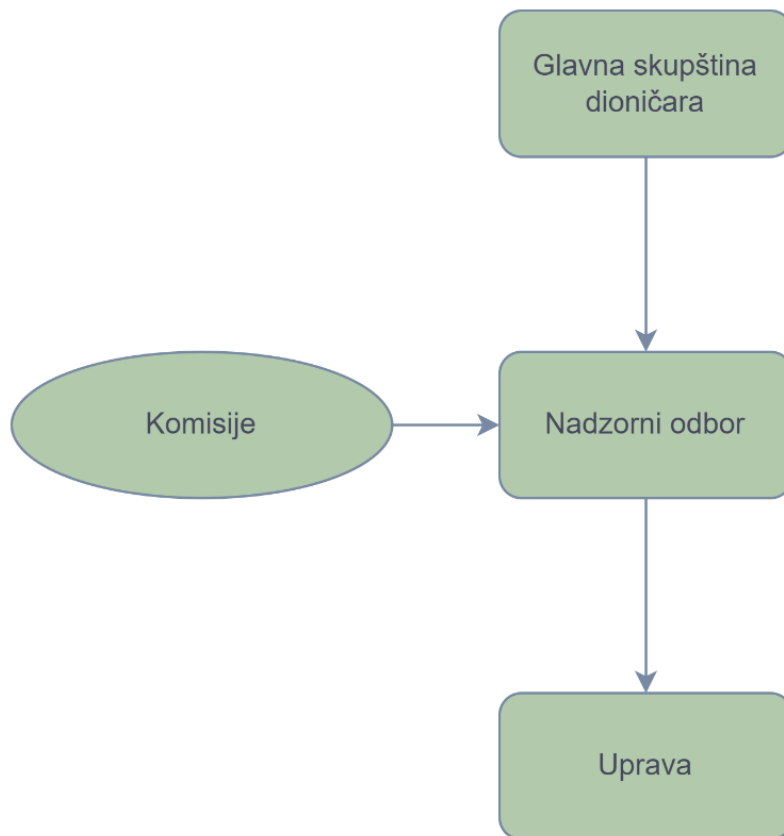 Glavna skupština
dioničara
Komisije
Nadzorni odbor
Uprava